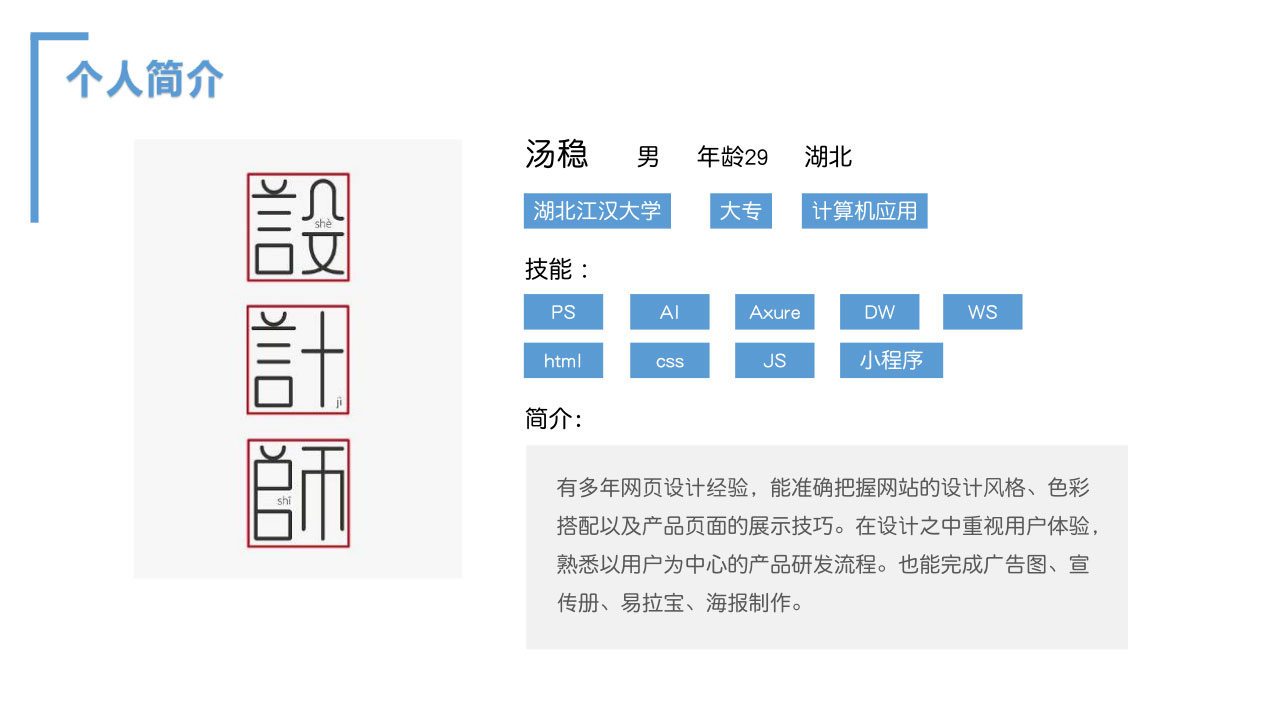 个人简介
設
shè
計
jì
師
shī
汤稳 男 年龄29 湖北
湖北江汉大学 大专 计算机应用
技能：
PS AI Axure DW WS
html css JS 小程序
简介：
有多年网页设计经验，能准确把握网站的设计风格、色彩
搭配以及产品页面的展示技巧。在设计之中重视用户体验，
熟悉以用户为中心的产品研发流程。也能完成广告图、宣
传册、易拉宝、海报制作。